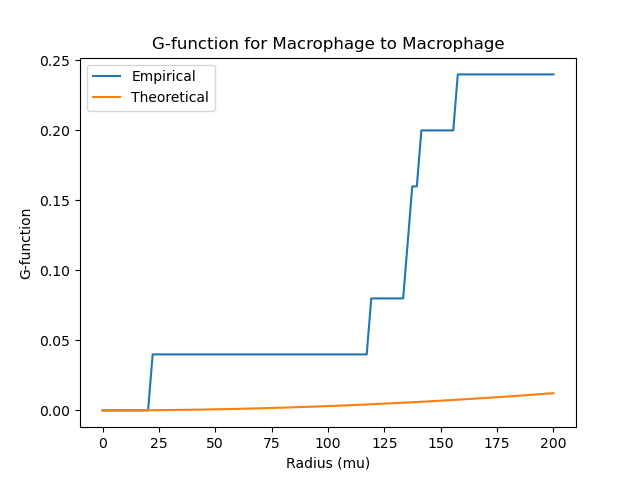 G-function for Macrophage to Macrophage
Empirical
Theoretical
0.25
0.20
0.15
0.10
0.05
0.00
G-function
0 25 50 75 100 125 150 175 200
Radius (mu)